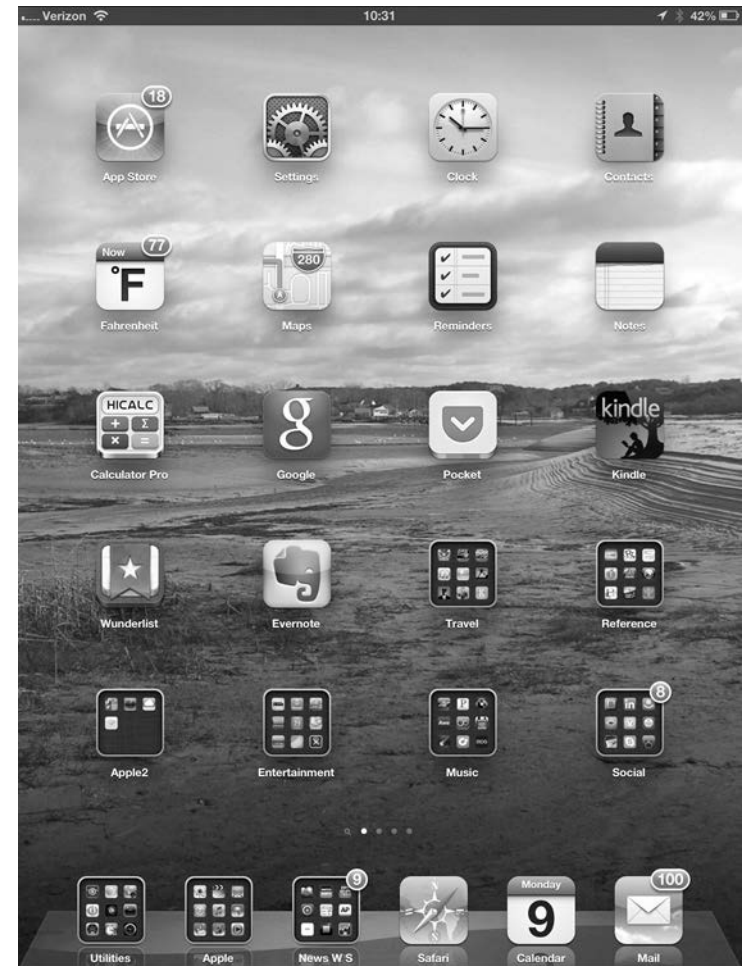 Verizon 10:31 42%
18
App Store Settings Clock Contacts
Now 77 280
°F
Fahrenheit Maps Reminders Notes
HICALC g kindle
+ Σ
× =
Calculator Pro Google Pocket Kindle
Wunderlist Evernote Travel Reference
8
Apple2 Entertainment Music Social
9 Monday 100
9
Utilities Apple News W S Safari Calendar Mail